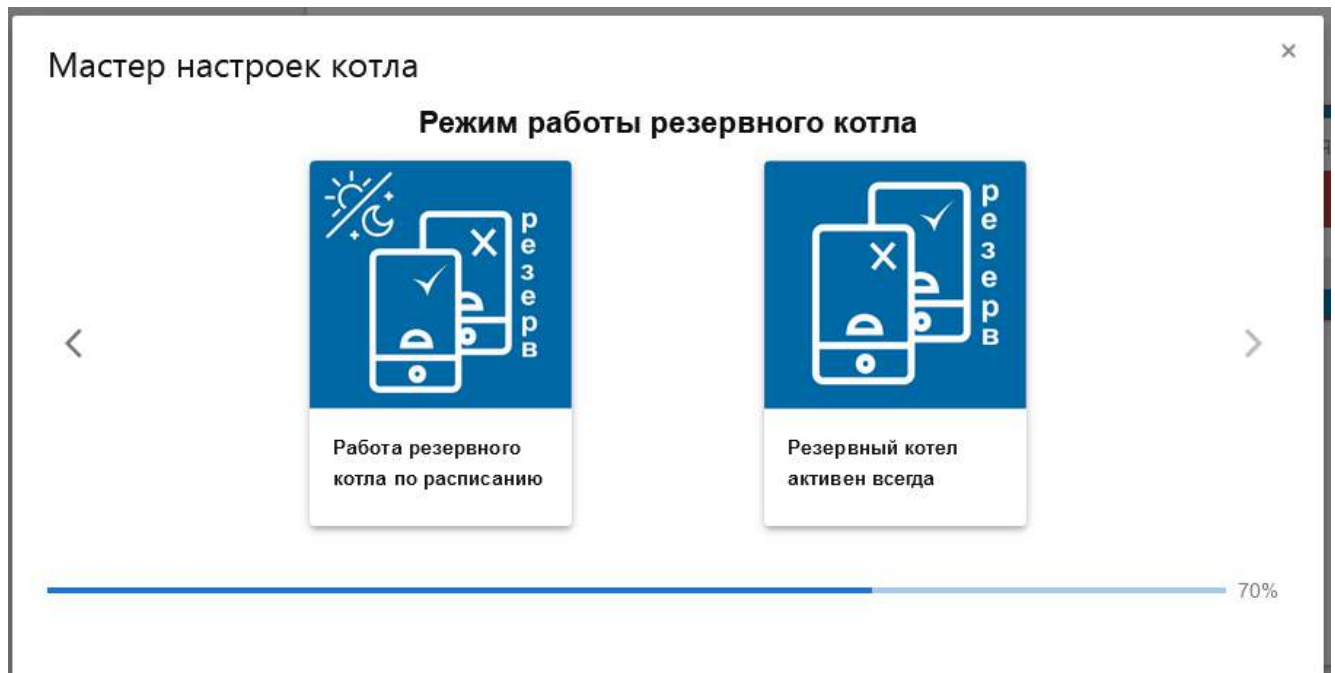 Мастер настроек котла
×
Режим работы резервного котла
резерв
резерв
Работа резервного
котла по расписанию
Резервный котел
активен всегда
70%